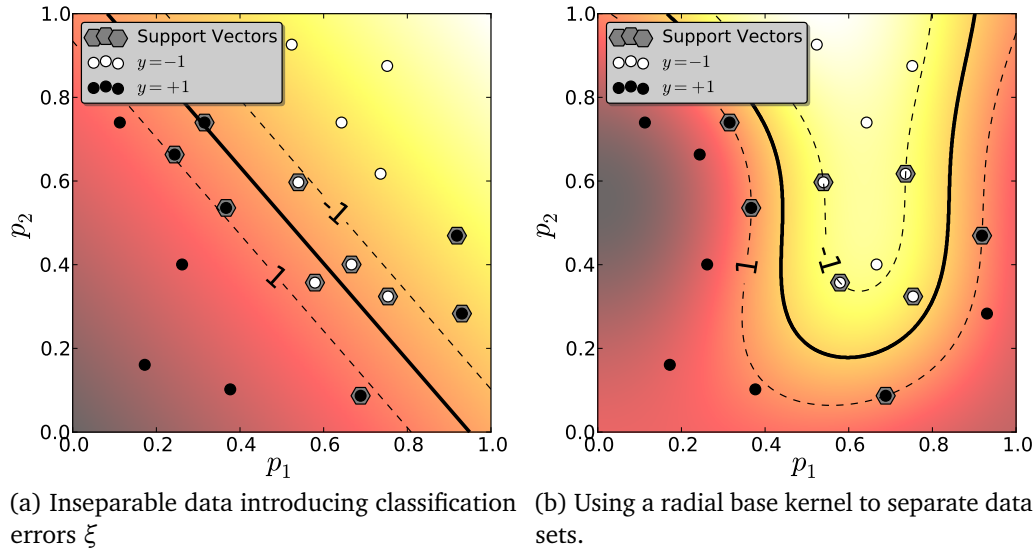 Support Vectors
y=−1
y=+1
1.0
0.8
0.6
0.4
0.2
0.0
p₂
-1
1
0.0 0.2 0.4 0.6 0.8 1.0
p₁
(a) Inseparable data introducing classification
errors ξ
Support Vectors
y=−1
y=+1
1.0
0.8
0.6
0.4
0.2
0.0
p₂
1
-1
0.0 0.2 0.4 0.6 0.8 1.0
p₁
(b) Using a radial base kernel to separate data
sets.